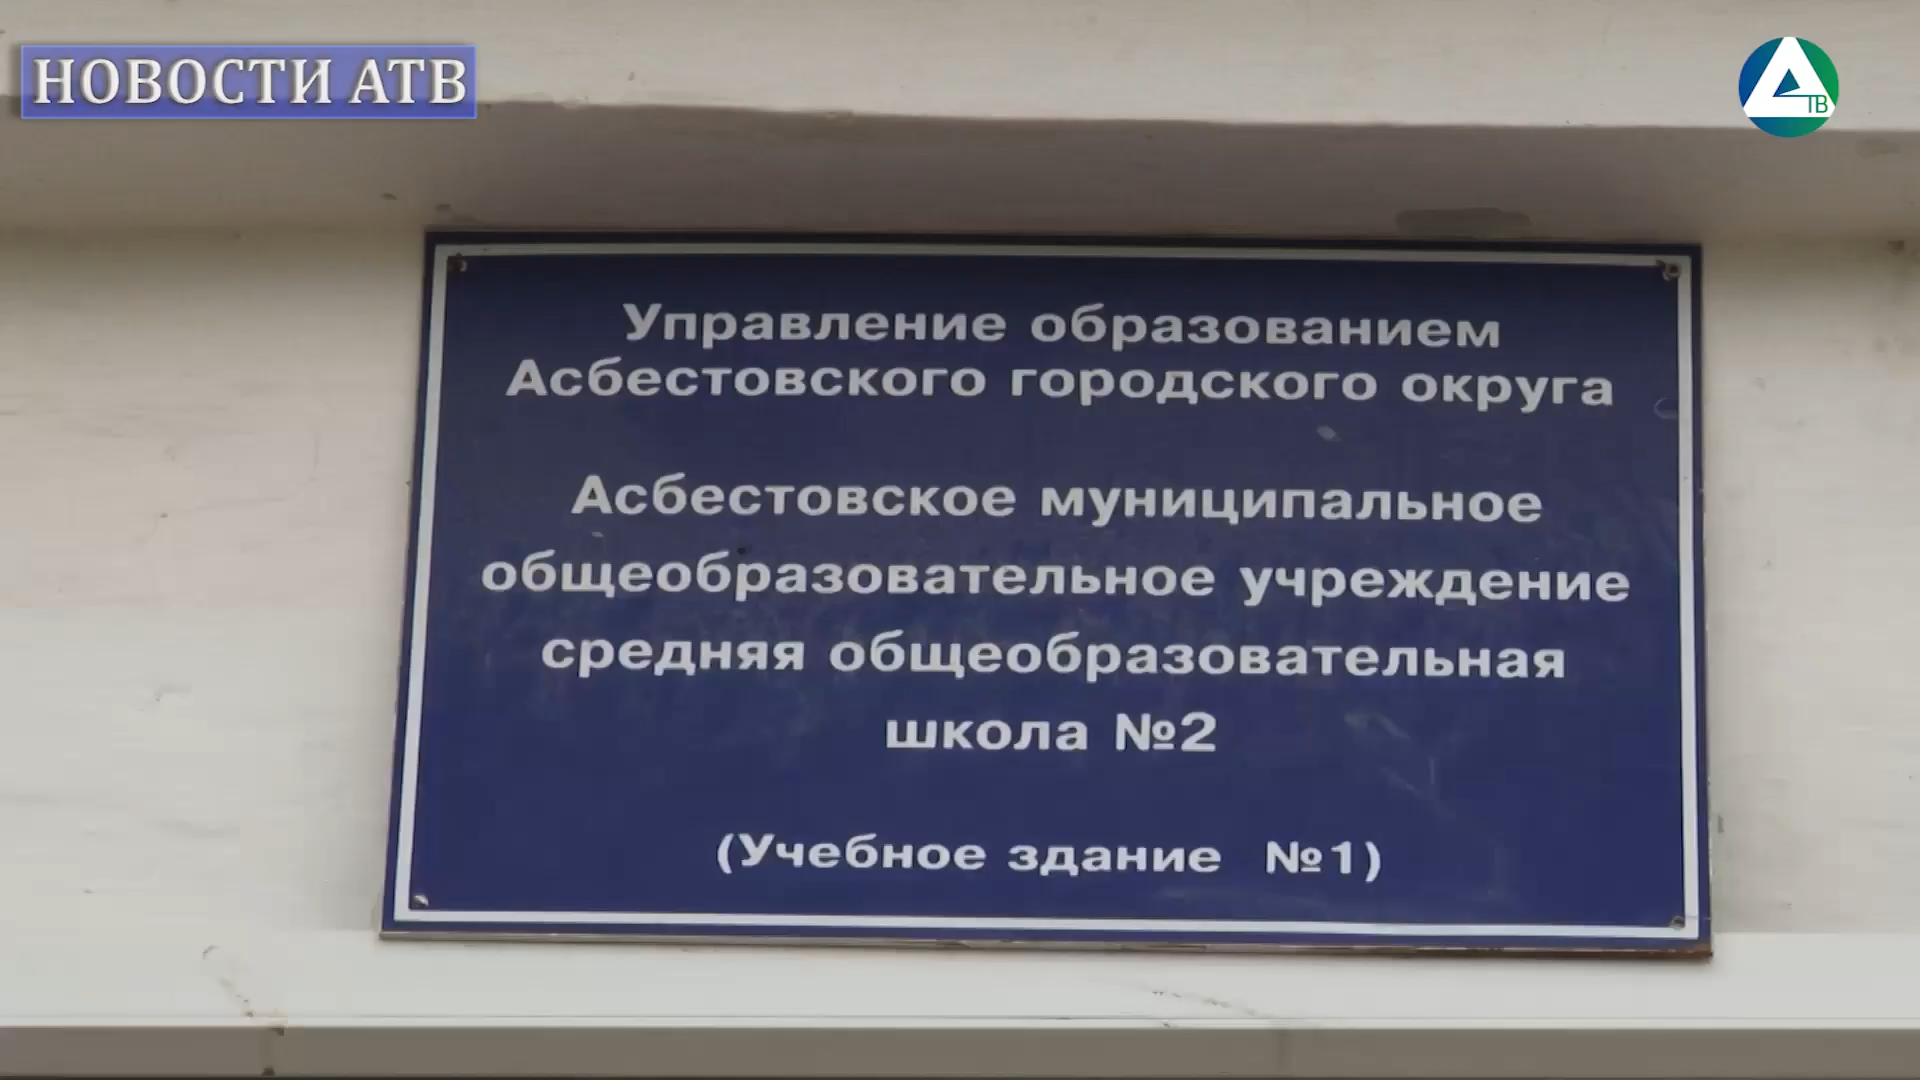 НОВОСТИ АТВ
ТВ
Управление образованием
Асбестовского городского округа
Асбестовское муниципальное
общеобразовательное учреждение
средняя общеобразовательная
школа №2
(Учебное здание №1)